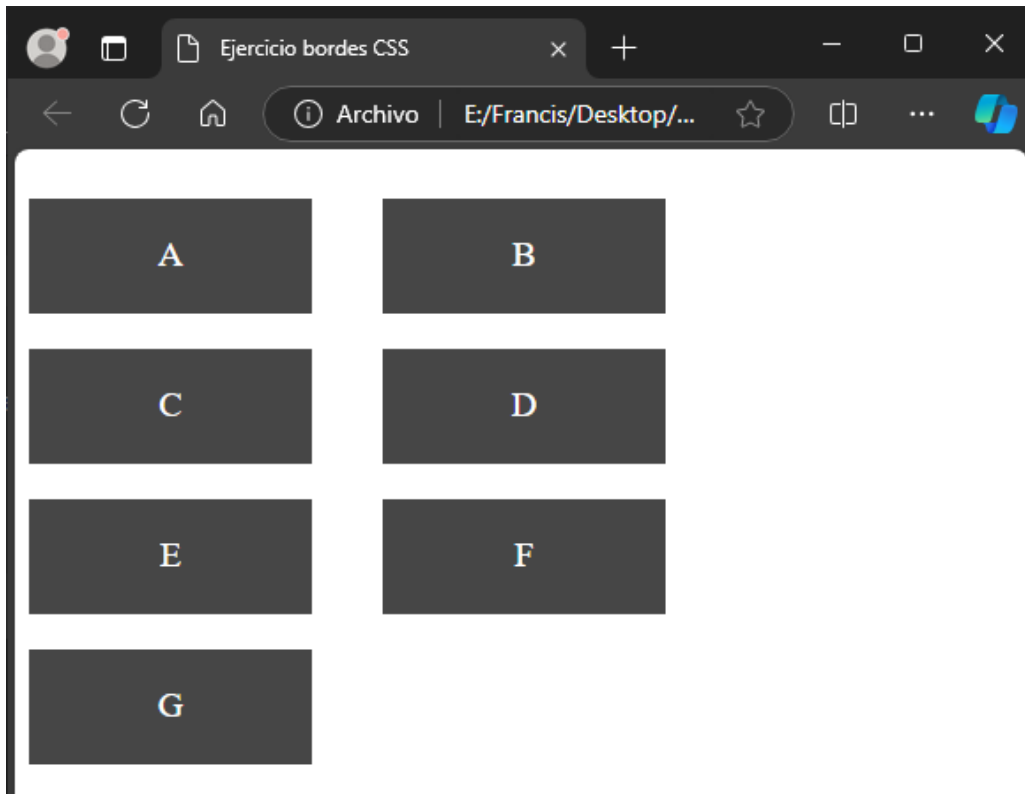 Ejercicio bordes CSS
Archivo E:/Francis/Desktop/...
A B
C D
E F
G